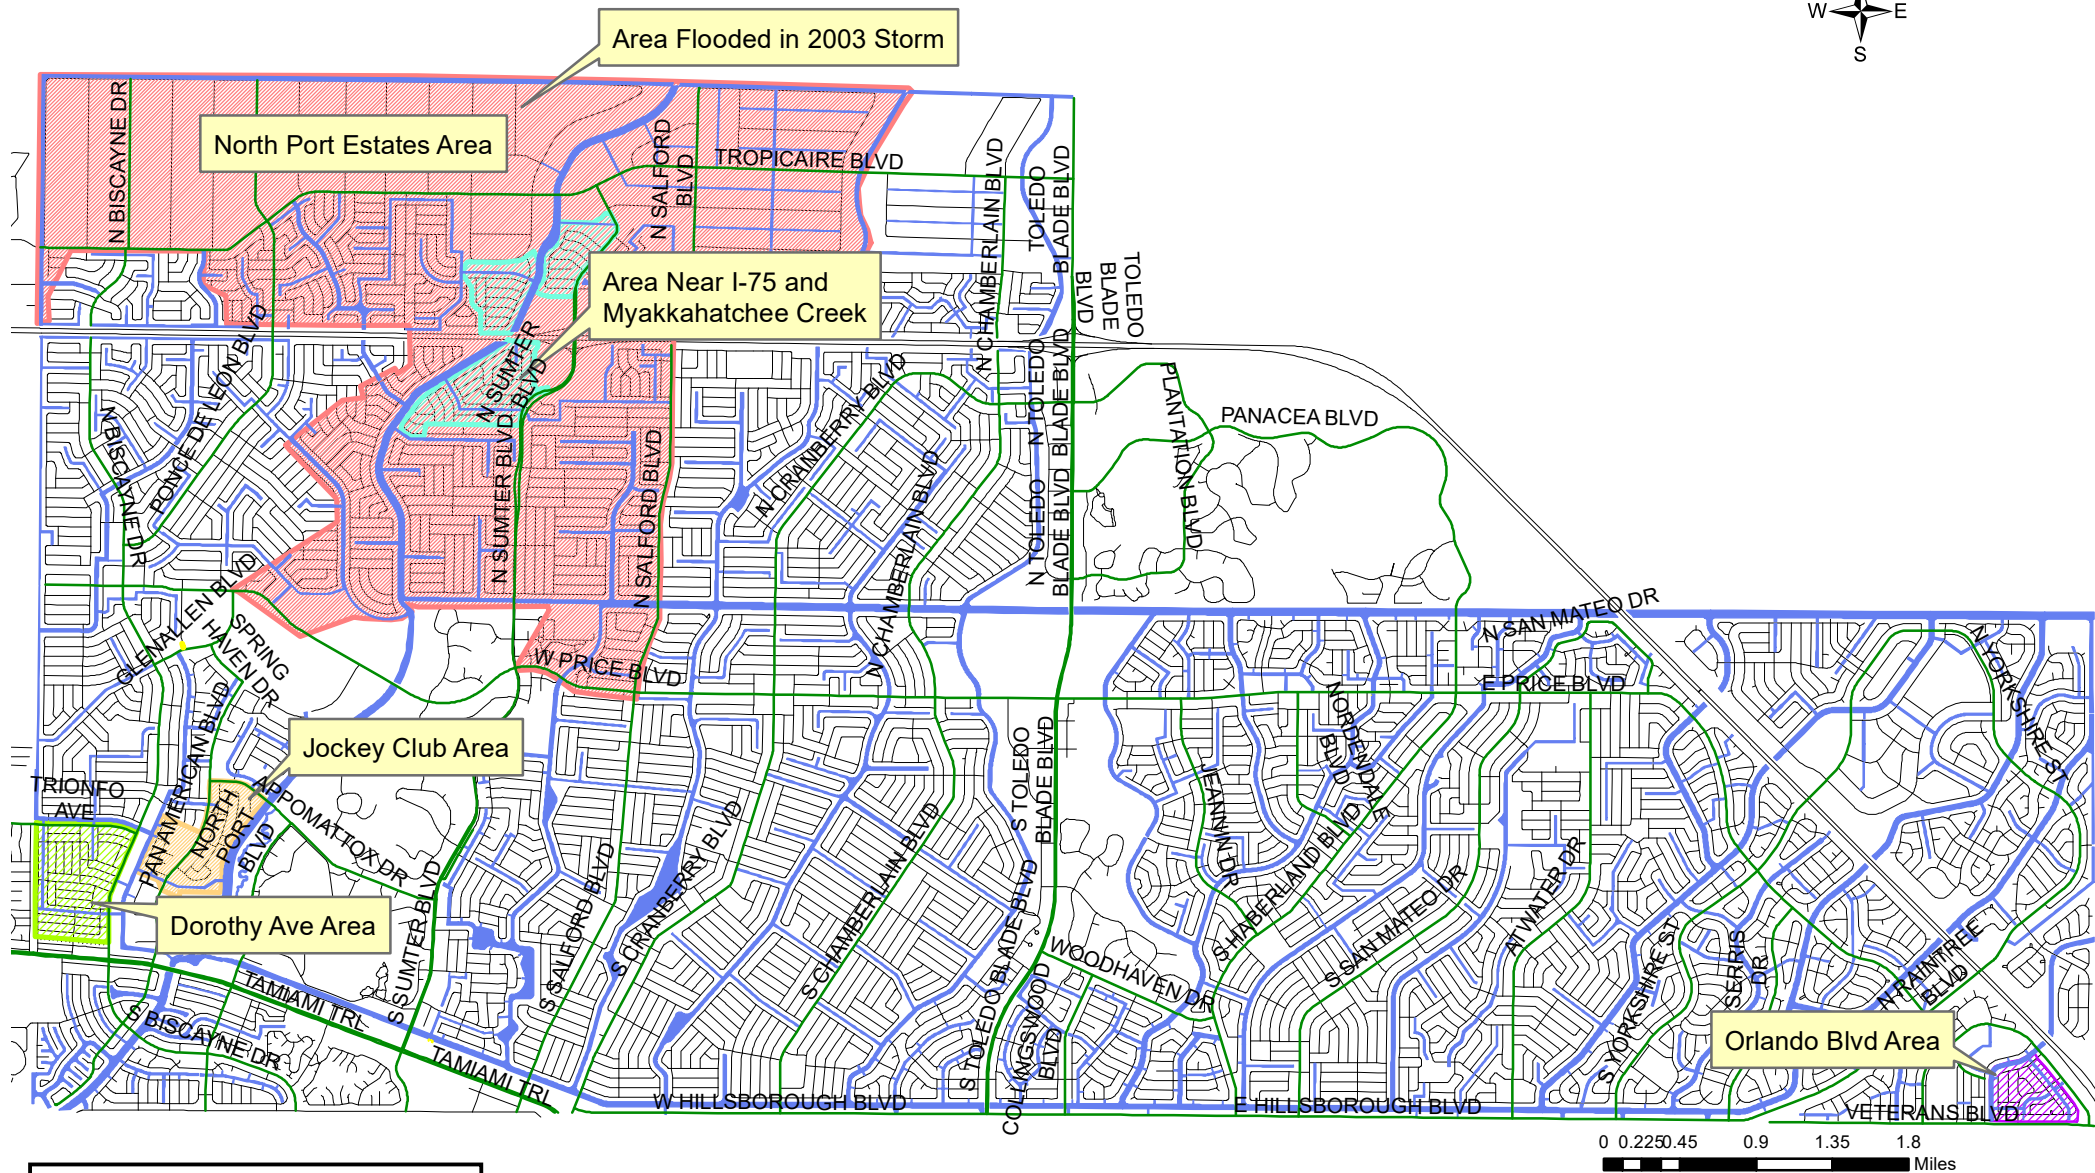 W E
S
Area Flooded in 2003 Storm
North Port Estates Area
N BISCAYNE DR
N SALFORD
BLVD
TROPICAIRE BLVD
N CHAMBERLAIN BLVD
TOLEDO
BLADE BLVD
TOLEDO
BLADE
BLVD
Area Near I-75 and
Myakkahatchee Creek
N SUMTER
BLVD
PONCE DE LEON BLVD
N BISCAYNE DR
N SUMTER BLVD
N SALFORD BLVD
N CRANBERRY BLVD
N CHAMBERLAIN BLVD
N TOLEDO
BLADE BLVD
N TOLEDO
BLADE BLVD
PLANTATION BLVD
PANACEA BLVD
GLENALLEN BLVD
SPRING
HAVEN DR
W PRICE BLVD
N SAN MATEO DR
E PRICE BLVD
N YORKSHIRE ST
NORDENDALE
BLVD
Jockey Club Area
TRIONFO
AVE
PAN AMERICAN BLVD
NORTH
PORT
BLVD
APPOMATTOX DR
S TOLEDO
BLADE BLVD
JEANNIN DR
S HABERLAND BLVD
S SAN MATEO DR
ATWATER DR
Dorothy Ave Area
S SUMTER BLVD
S SALFORD BLVD
S CRANBERRY BLVD
S CHAMBERLAIN BLVD
S TOLEDO BLADE BLVD
WOODHAVEN DR
COLLINGSWOOD
BLVD
S YORKSHIRE ST
SERRIS
DR
N RAINTREE
BLVD
TAMIAMI TRL
S BISCAYNE DR
TAMIAMI TRL
Orlando Blvd Area
W HILLSBOROUGH BLVD
E HILLSBOROUGH BLVD
VETERANS BLVD
0 0.225 0.45 0.9 1.35 1.8
Miles